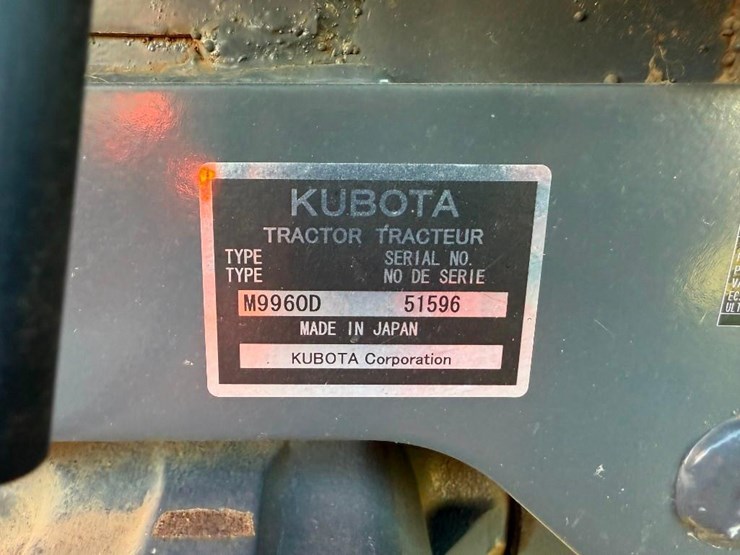 KUBOTA
TRACTOR TRACTEUR
TYPE SERIAL NO.
TYPE NO DE SERIE
M9960D 51596
MADE IN JAPAN
KUBOTA Corporation